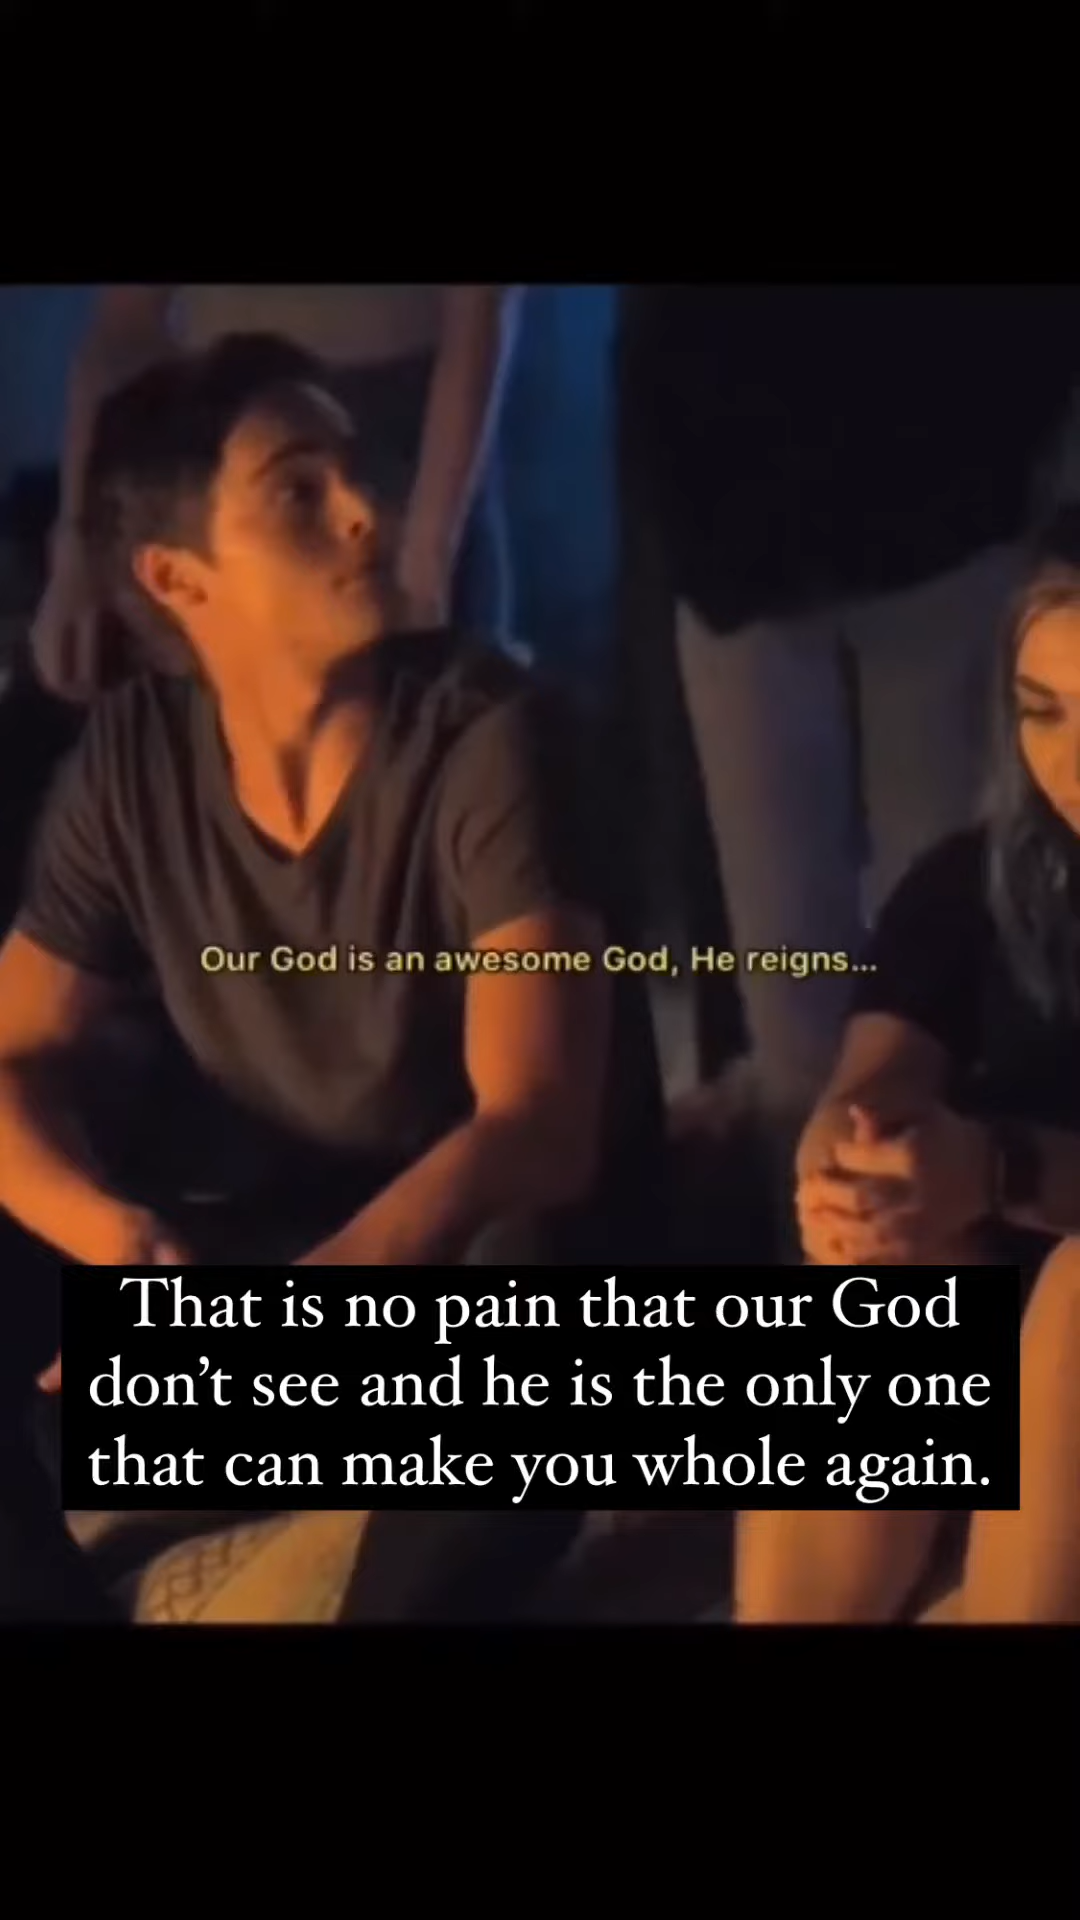 Our God is an awesome God, He reigns...
That is no pain that our God
don’t see and he is the only one
that can make you whole again.